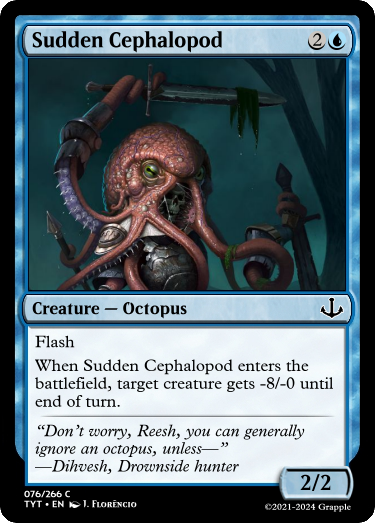 Sudden Cephalopod 2
Creature — Octopus
Flash
When Sudden Cephalopod enters the
battlefield, target creature gets -8/-0 until
end of turn.
“Don't worry, Reesh, you can generally
ignore an octopus, unless—”
—Dihvesh, Drownside hunter
2/2
076/266 C
TYT • EN J. Florêncio
©2021-2024 Grapple